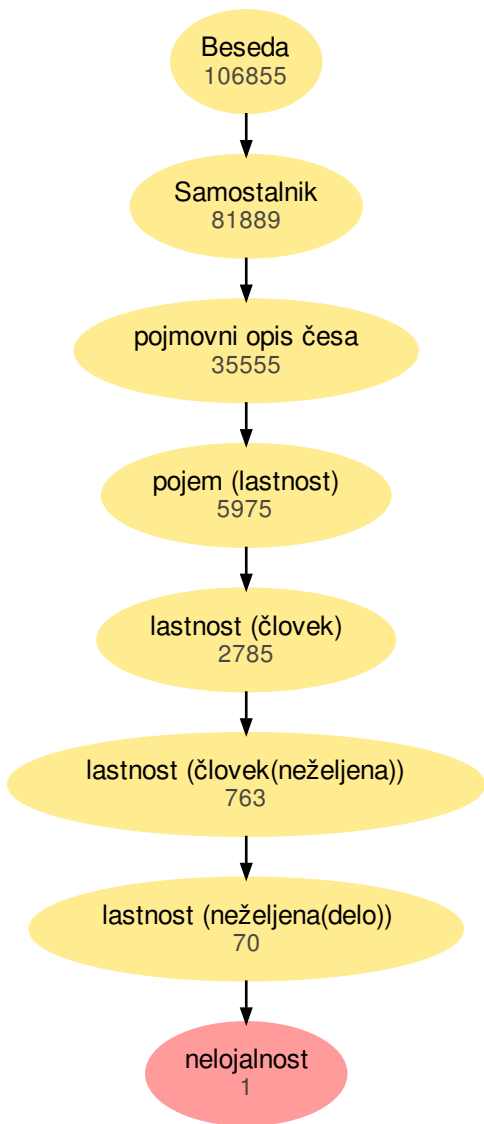 Beseda
106855
Samostalnik
81889
pojmovni opis česa
35555
pojem (lastnost)
5975
lastnost (človek)
2785
lastnost (človek(neželjena))
763
lastnost (neželjena(delo))
70
nelojalnost
1